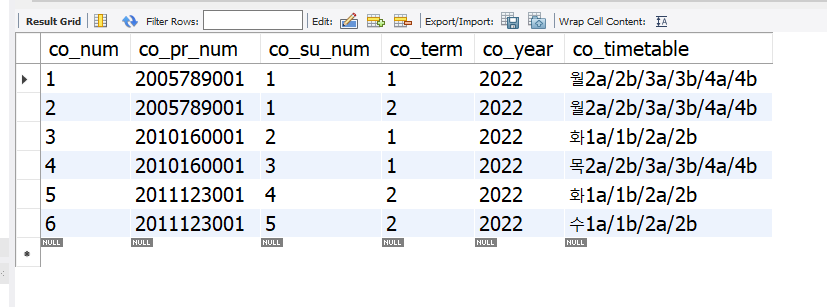 Result Grid Filter Rows: Edit: Export/Import: Wrap Cell Content:
co_num co_pr_num co_su_num co_term co_year co_timetable
1 2005789001 1 1 2022 월2a/2b/3a/3b/4a/4b
2 2005789001 1 2 2022 월2a/2b/3a/3b/4a/4b
3 2010160001 2 1 2022 화1a/1b/2a/2b
4 2010160001 3 1 2022 목2a/2b/3a/3b/4a/4b
5 2011123001 4 2 2022 화1a/1b/2a/2b
6 2011123001 5 2 2022 수1a/1b/2a/2b
NULL NULL NULL NULL NULL NULL